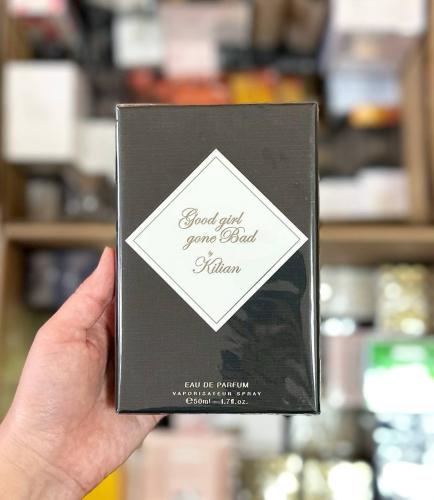 Good girl
gone Bad
by
Kilian
EAU DE PARFUM
VAPORISATEUR SPRAY
℮50ml – 1.7fl.oz.